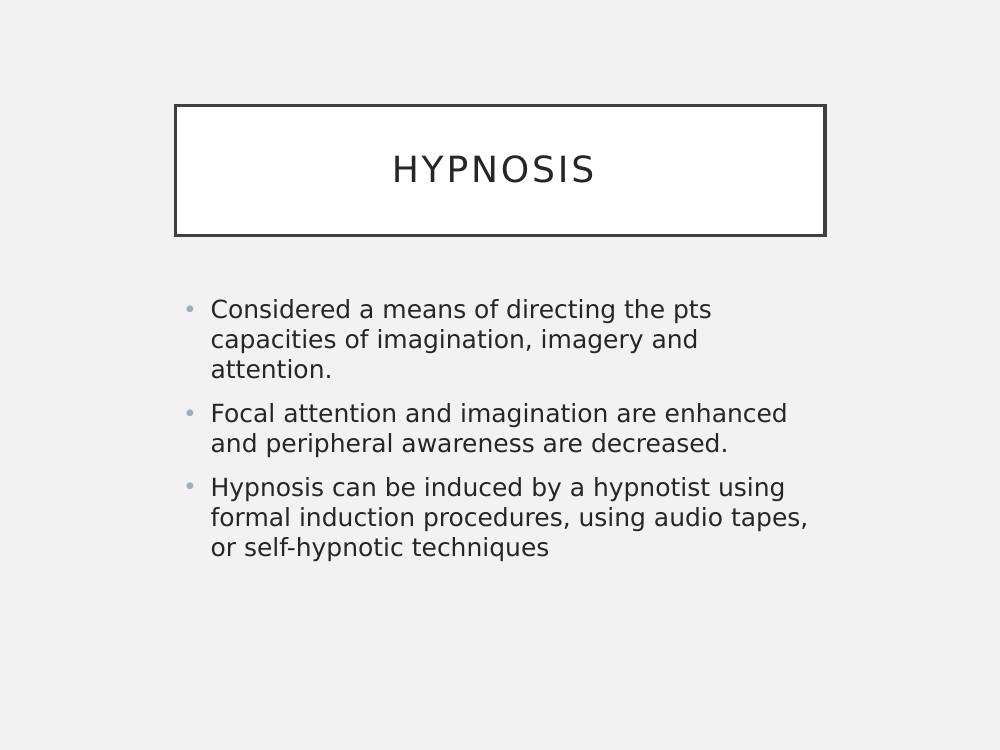 HYPNOSIS
• Considered a means of directing the pts
capacities of imagination, imagery and
attention.
• Focal attention and imagination are enhanced
and peripheral awareness are decreased.
• Hypnosis can be induced by a hypnotist using
formal induction procedures, using audio tapes,
or self-hypnotic techniques